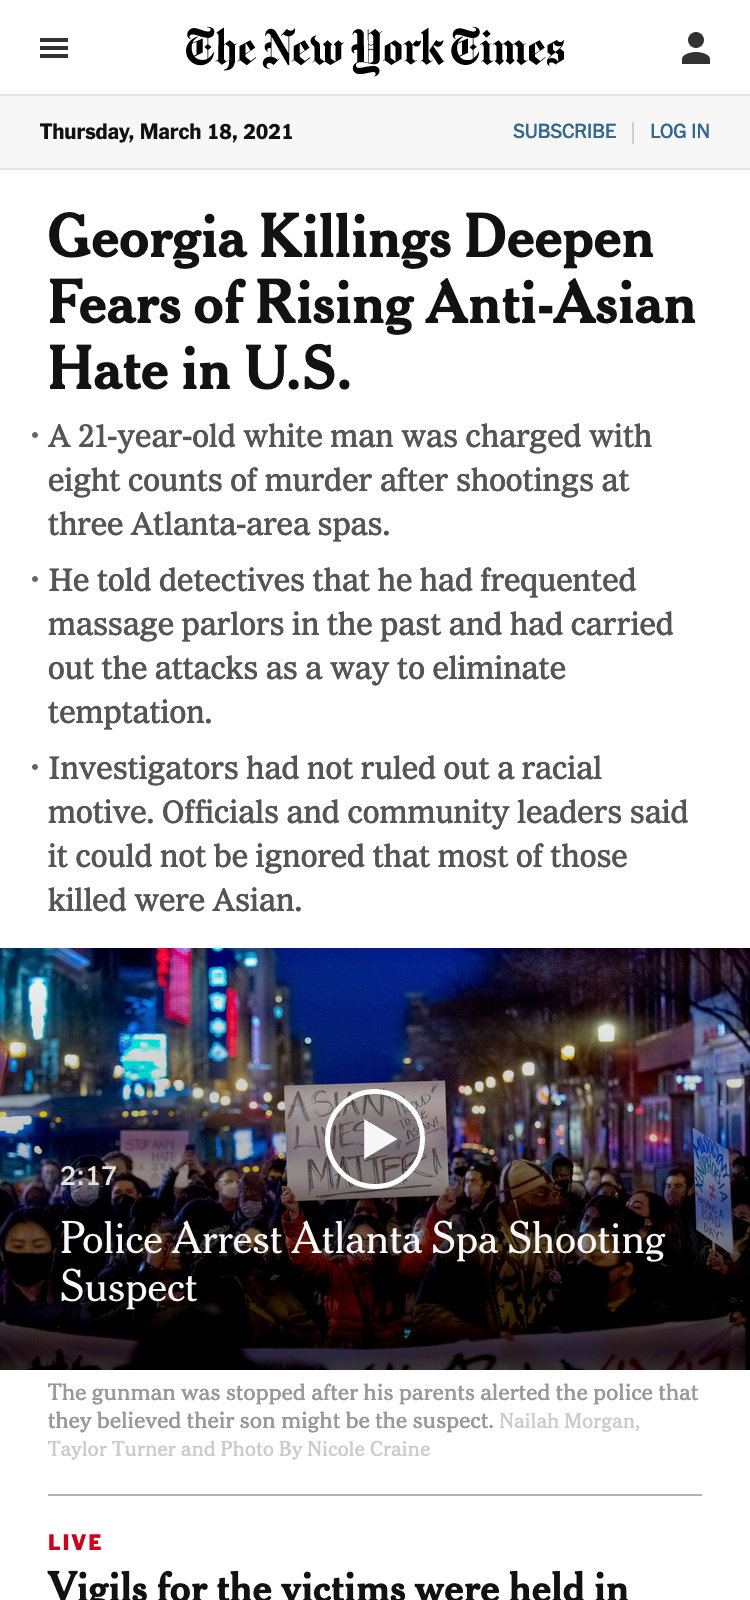 The New York Times
Thursday, March 18, 2021
SUBSCRIBE | LOG IN
Georgia Killings Deepen
Fears of Rising Anti-Asian
Hate in U.S.
• A 21-year-old white man was charged with
eight counts of murder after shootings at
three Atlanta-area spas.
• He told detectives that he had frequented
massage parlors in the past and had carried
out the attacks as a way to eliminate
temptation.
• Investigators had not ruled out a racial
motive. Officials and community leaders said
it could not be ignored that most of those
killed were Asian.
ASIAN
LIVES
MATTER!
STOP AAPI
HATE
2:17
Police Arrest Atlanta Spa Shooting
Suspect
The gunman was stopped after his parents alerted the police that
they believed their son might be the suspect. Nailah Morgan,
Taylor Turner and Photo By Nicole Craine
LIVE
Vigils for the victims were held in